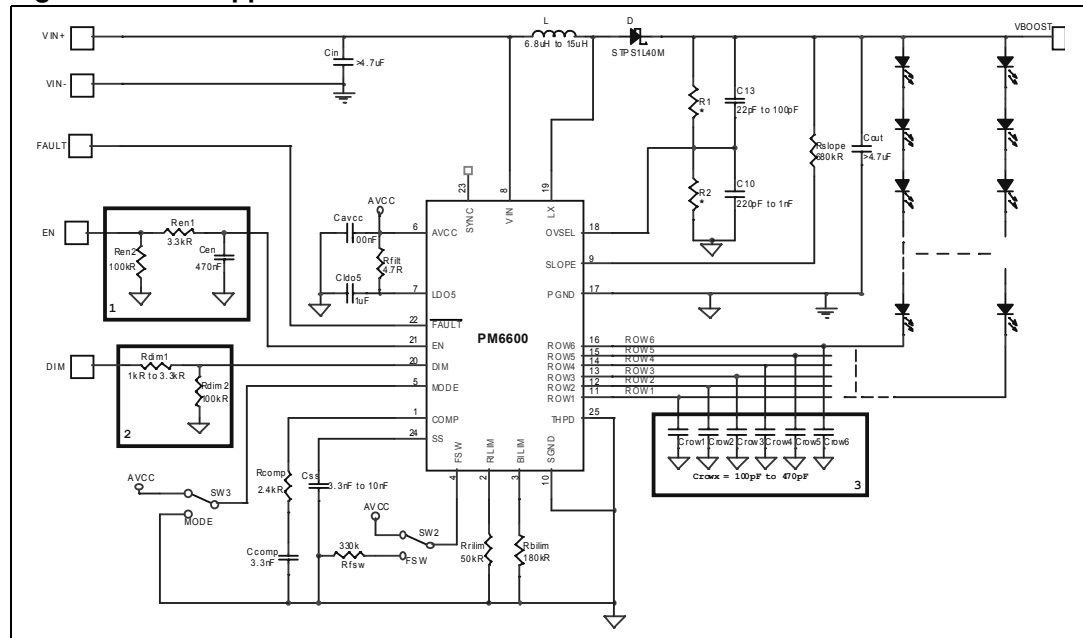 VIN+
VIN-
FAULT
EN
DIM
Cin
>4.7uF
L
6.8uH to 15uH
D
STPS1L40M
VBOOST
R1
*
C13
22pF to 100pF
R2
*
C10
220pF to 1nF
Rslope
680kR
Cout
>4.7uF
AVCC
Cavcc
100nF
Rfilt
4.7R
Cldo5
1uF
Ren1
3.3kR
Ren2
100kR
Cen
470nF
1
Rdim1
1kR to 3.3kR
Rdim2
100kR
2
PM6600
23
SYNC
8
VIN
19
LX
6
AVCC
7
LDO5
22
FAULT
21
EN
20
DIM
5
MODE
1
COMP
24
SS
18
OVSEL
9
SLOPE
17
PGND
16
ROW6
15
ROW5
14
ROW4
13
ROW3
12
ROW2
11
ROW1
25
THPD
FSW
4
RILIM
2
BILIM
3
SGND
10
ROW6
ROW5
ROW4
ROW3
ROW2
ROW1
Crow1
Crow2
Crow3
Crow4
Crow5
Crow6
Crowx = 100pF to 470pF
3
AVCC
SW3
MODE
Rcomp
2.4kR
Ccomp
3.3nF
Css
3.3nF to 10nF
AVCC
SW2
FSW
330k
Rfsw
Rrilim
50kR
Rbilim
180kR